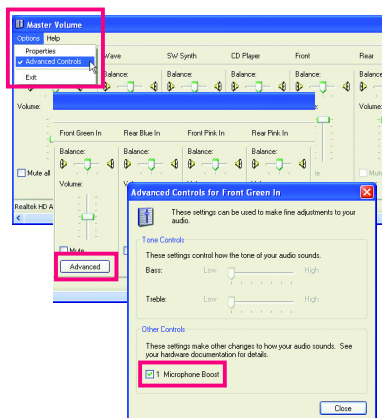 Master Volume
Options Help
Properties
Advanced Controls
Exit
Wave SW Synth CD Player Front Rear
Balance: Balance: Balance: Balance: Balance:
Volume: Volume:
Mute all Mute
Realtek HD A
Front Green In Rear Blue In Front Pink In Rear Pink In
Balance: Balance: Balance: Balance:
Volume:
Mute
Advanced
Advanced Controls for Front Green In
These settings can be used to make fine adjustments to your
audio.
Tone Controls
These settings control how the tone of your audio sounds.
Bass: Low High
Treble: Low High
Other Controls
These settings make other changes to how your audio sounds. See
your hardware documentation for details.
1 Microphone Boost
Close